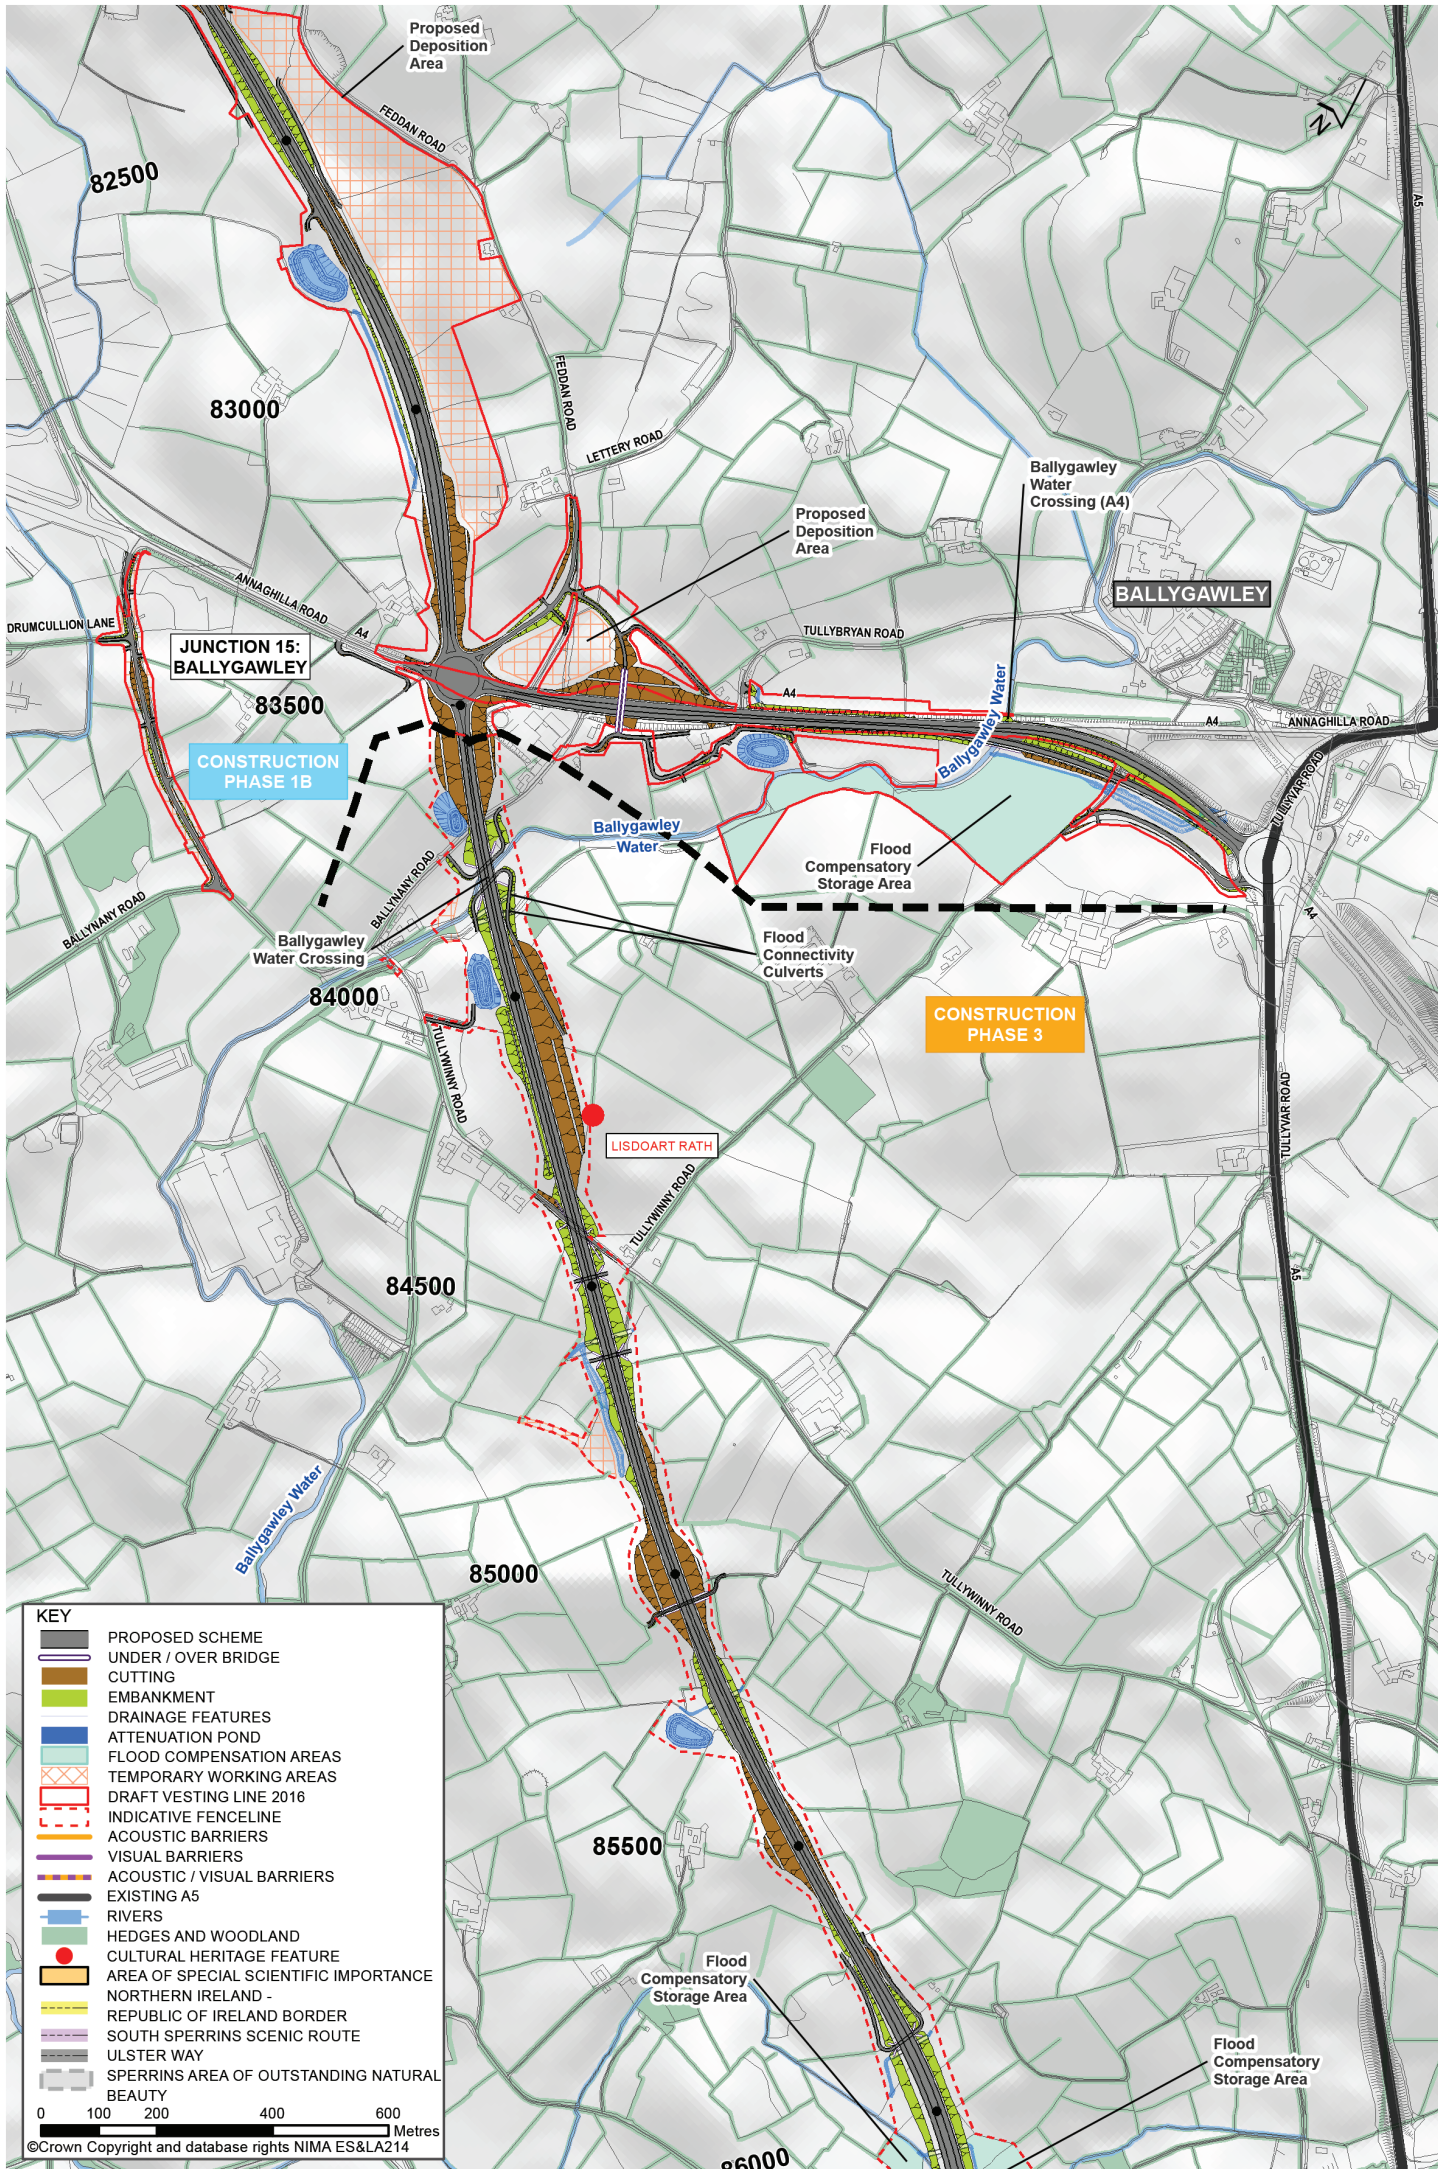 Proposed
Deposition
Area
FEDDAN ROAD
82500
N
A5
83000
FEDDAN ROAD
LETTERY ROAD
Ballygawley
Water
Crossing (A4)
Proposed
Deposition
Area
BALLYGAWLEY
ANNAGHILLA ROAD
A4
DRUMCULLION LANE
JUNCTION 15:
BALLYGAWLEY
TULLYBRYAN ROAD
83500
A4
Ballygawley Water
A4
ANNAGHILLA ROAD
CONSTRUCTION
PHASE 1B
TULLYVAR ROAD
Ballygawley
Water
Flood
Compensatory
Storage Area
BALLYNANY ROAD
BALLYNANY ROAD
A4
Ballygawley
Water Crossing
Flood
Connectivity
Culverts
84000
CONSTRUCTION
PHASE 3
TULLYWINNY ROAD
TULLYVAR ROAD
LISDOART RATH
TULLYWINNY ROAD
84500
A5
Ballygawley Water
85000
TULLYWINNY ROAD
85500
Flood
Compensatory
Storage Area
Flood
Compensatory
Storage Area
86000
KEY
PROPOSED SCHEME
UNDER / OVER BRIDGE
CUTTING
EMBANKMENT
DRAINAGE FEATURES
ATTENUATION POND
FLOOD COMPENSATION AREAS
TEMPORARY WORKING AREAS
DRAFT VESTING LINE 2016
INDICATIVE FENCELINE
ACOUSTIC BARRIERS
VISUAL BARRIERS
ACOUSTIC / VISUAL BARRIERS
EXISTING A5
RIVERS
HEDGES AND WOODLAND
CULTURAL HERITAGE FEATURE
AREA OF SPECIAL SCIENTIFIC IMPORTANCE
NORTHERN IRELAND -
REPUBLIC OF IRELAND BORDER
SOUTH SPERRINS SCENIC ROUTE
ULSTER WAY
SPERRINS AREA OF OUTSTANDING NATURAL
BEAUTY
0 100 200 400 600
Metres
©Crown Copyright and database rights NIMA ES&LA214